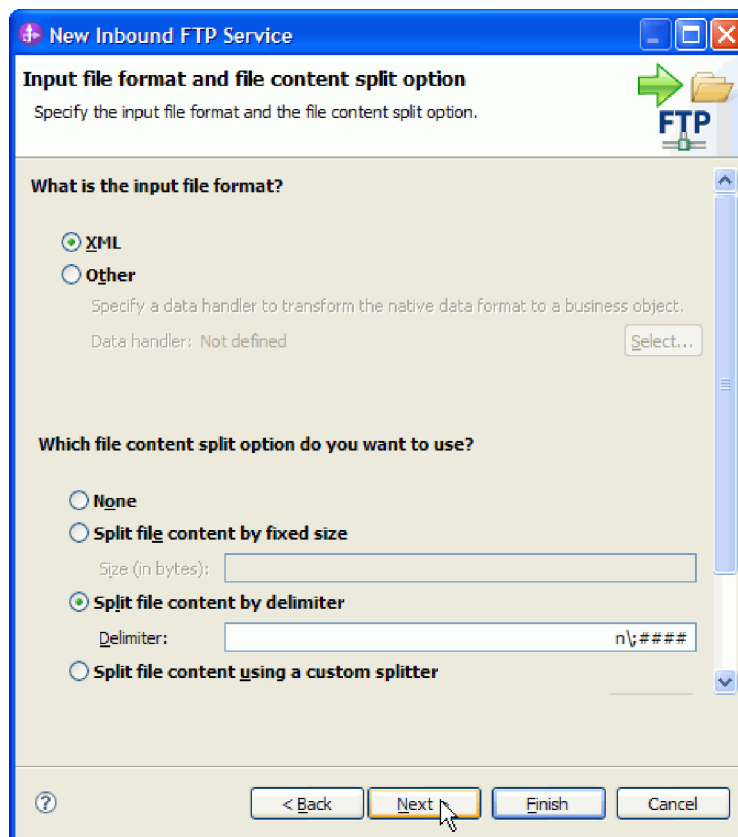 New Inbound FTP Service
Input file format and file content split option
Specify the input file format and the file content split option.
FTP
What is the input file format?
XML
Other
Specify a data handler to transform the native data format to a business object.
Data handler: Not defined
Select...
Which file content split option do you want to use?
None
Split file content by fixed size
Size (in bytes):
Split file content by delimiter
Delimiter:
n\;####
Split file content using a custom splitter
< Back
Next >
Finish
Cancel